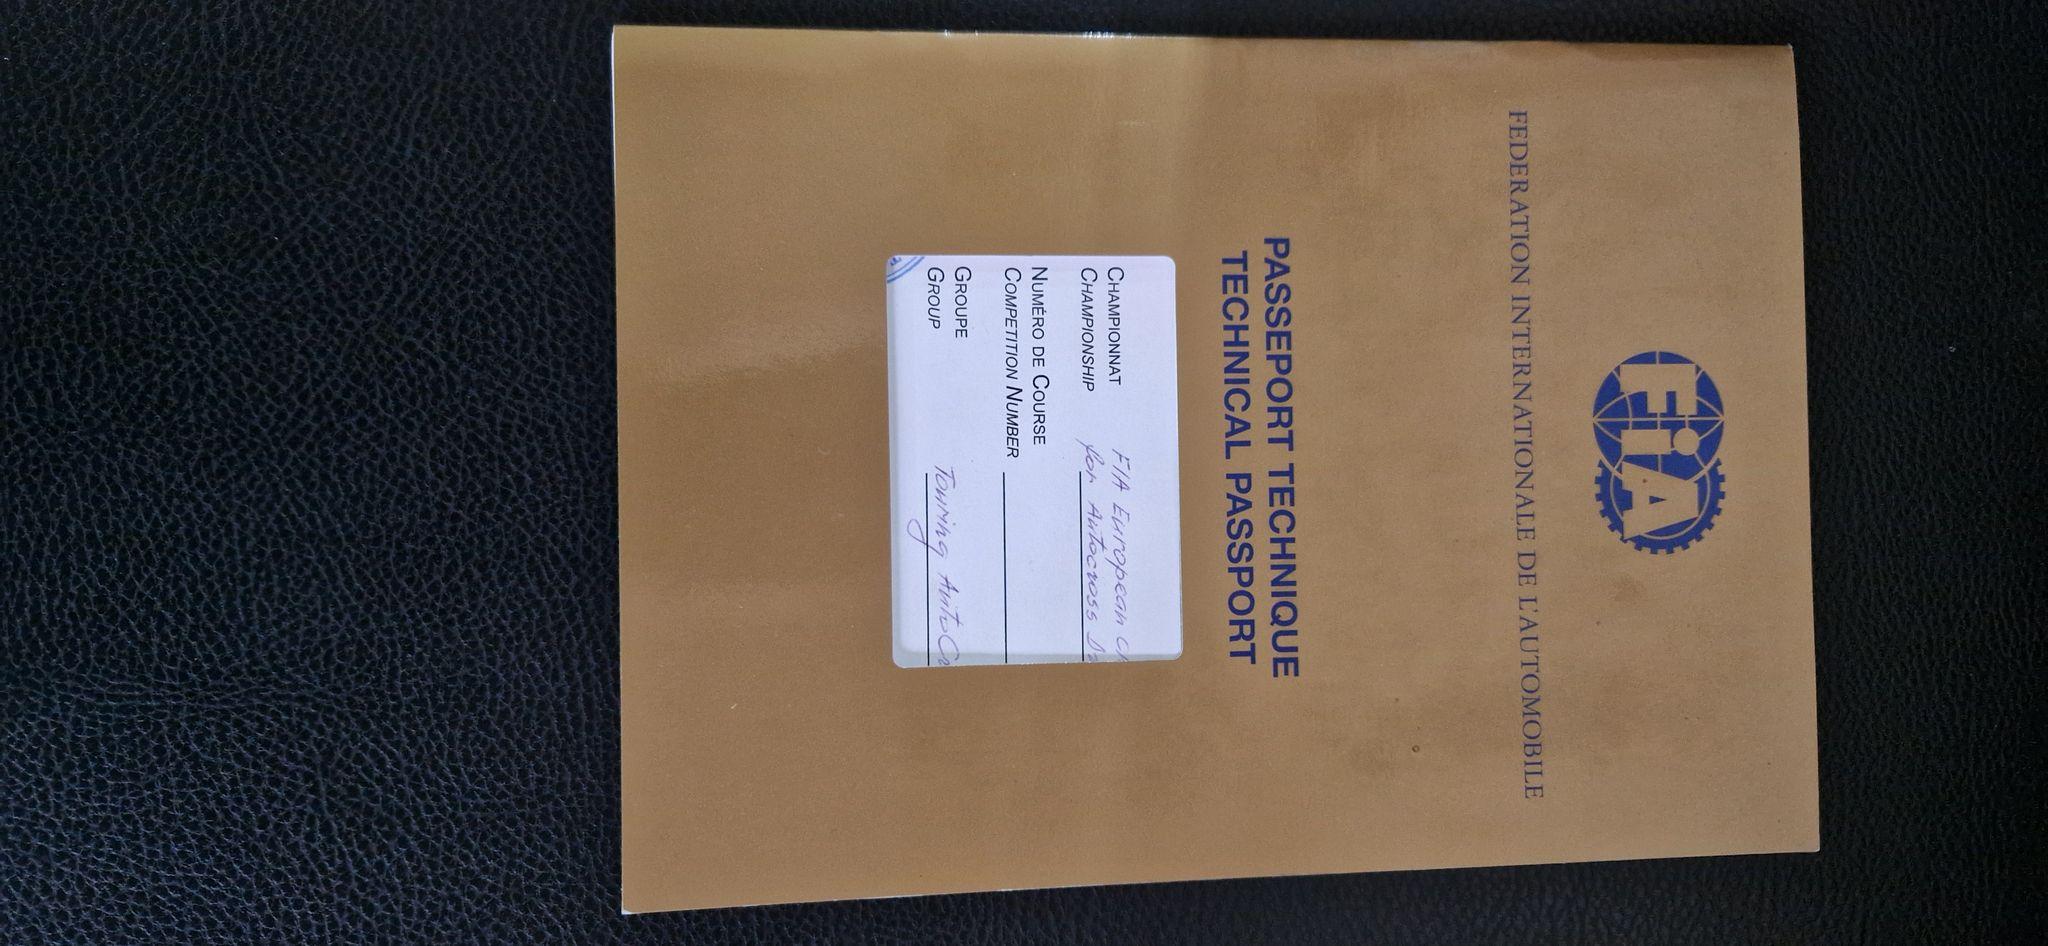 FIA
FEDERATION INTERNATIONALE DE L'AUTOMOBILE
PASSEPORT TECHNIQUE
TECHNICAL PASSPORT
CHAMPIONNAT FIA European
CHAMPIONSHIP for Autocross
NUMÉRO DE COURSE
COMPETITION NUMBER
GROUPE
GROUP Touring Auto